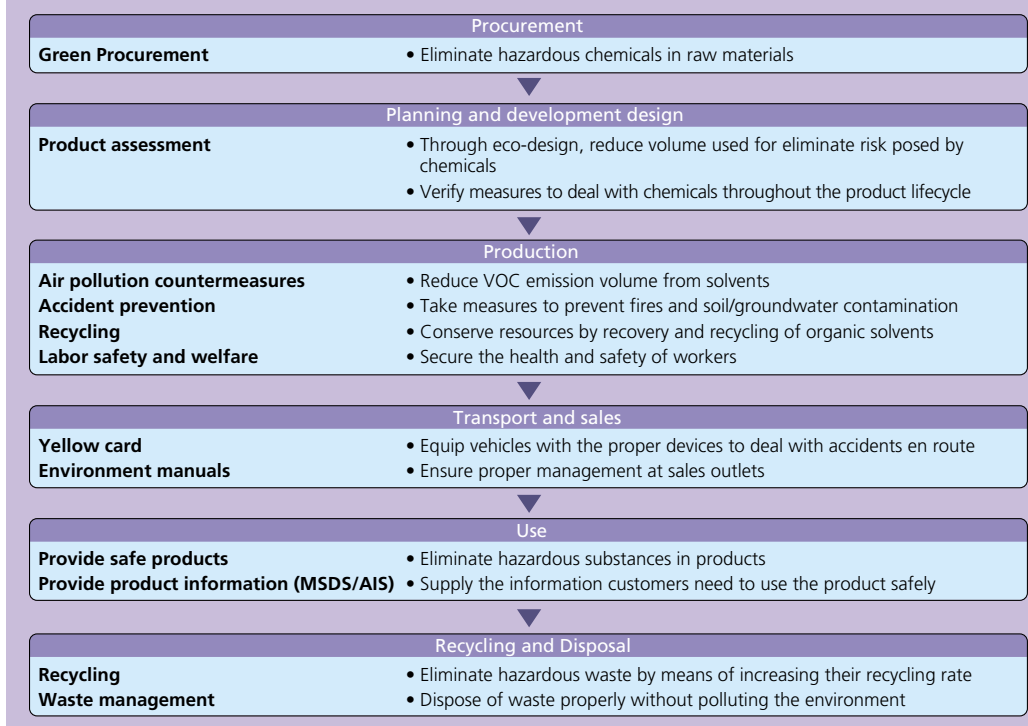 Procurement
Green Procurement • Eliminate hazardous chemicals in raw materials
Planning and development design
Product assessment • Through eco-design, reduce volume used for eliminate risk posed by
chemicals
• Verify measures to deal with chemicals throughout the product lifecycle
Production
Air pollution countermeasures • Reduce VOC emission volume from solvents
Accident prevention • Take measures to prevent fires and soil/groundwater contamination
Recycling • Conserve resources by recovery and recycling of organic solvents
Labor safety and welfare • Secure the health and safety of workers
Transport and sales
Yellow card • Equip vehicles with the proper devices to deal with accidents en route
Environment manuals • Ensure proper management at sales outlets
Use
Provide safe products • Eliminate hazardous substances in products
Provide product information (MSDS/AIS) • Supply the information customers need to use the product safely
Recycling and Disposal
Recycling • Eliminate hazardous waste by means of increasing their recycling rate
Waste management • Dispose of waste properly without polluting the environment